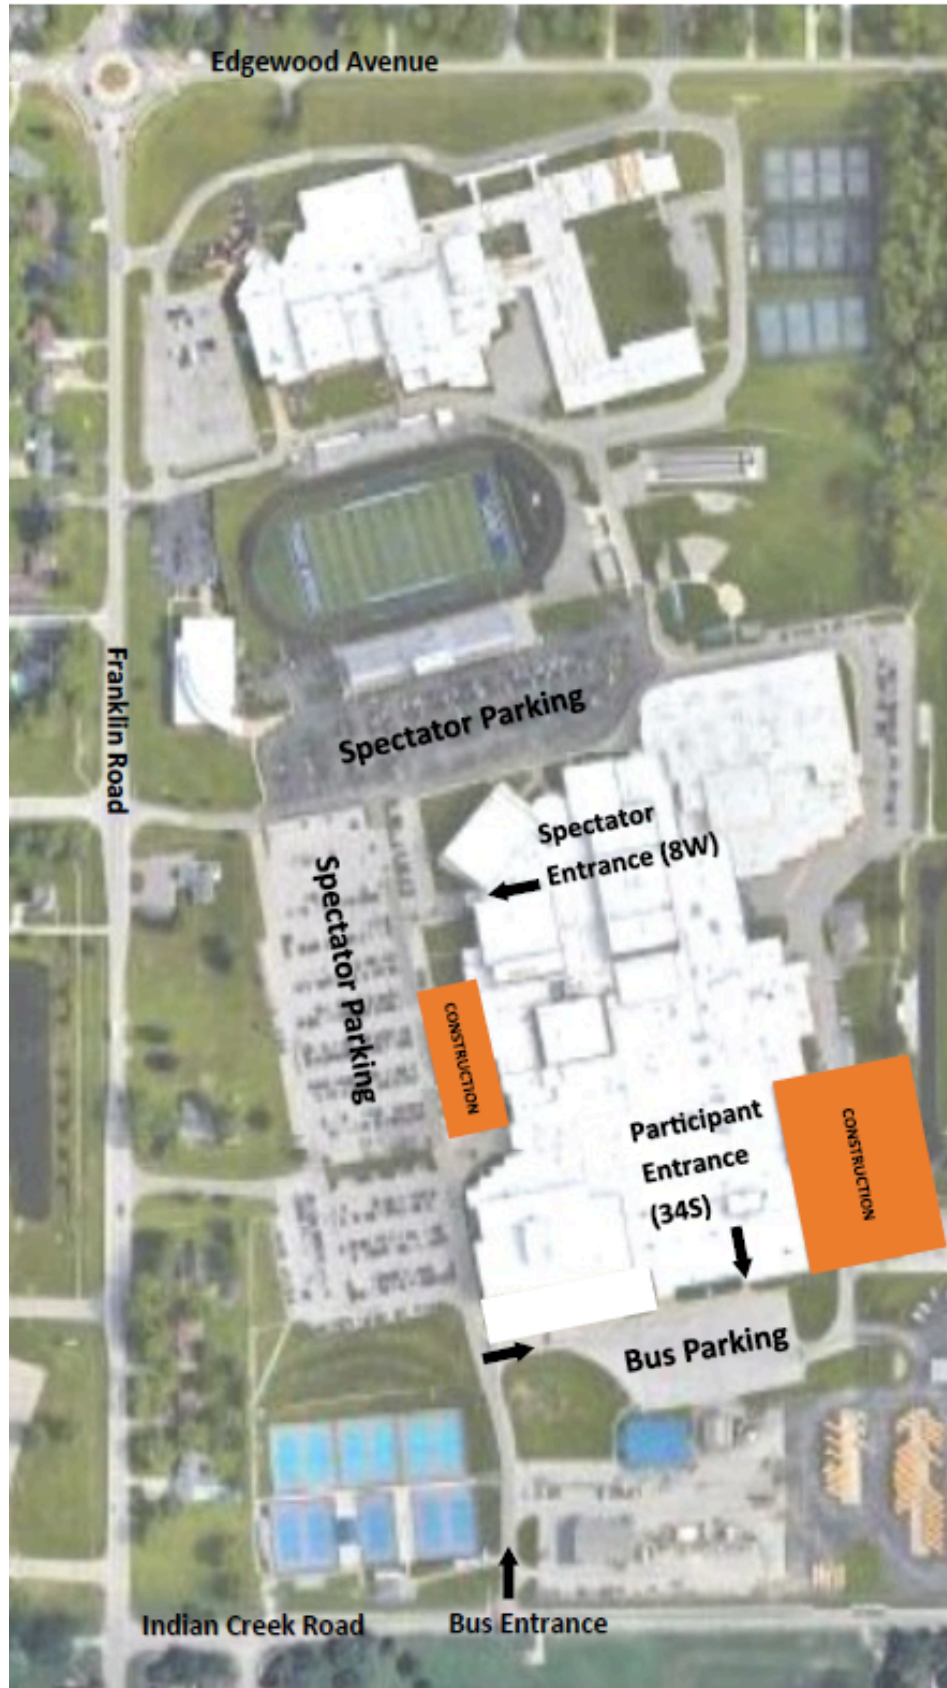 Edgewood Avenue
Franklin Road
Spectator Parking
Spectator
Entrance (8W)
Spectator Parking
CONSTRUCTION
Participant
Entrance
(34S)
CONSTRUCTION
Bus Parking
Indian Creek Road
Bus Entrance